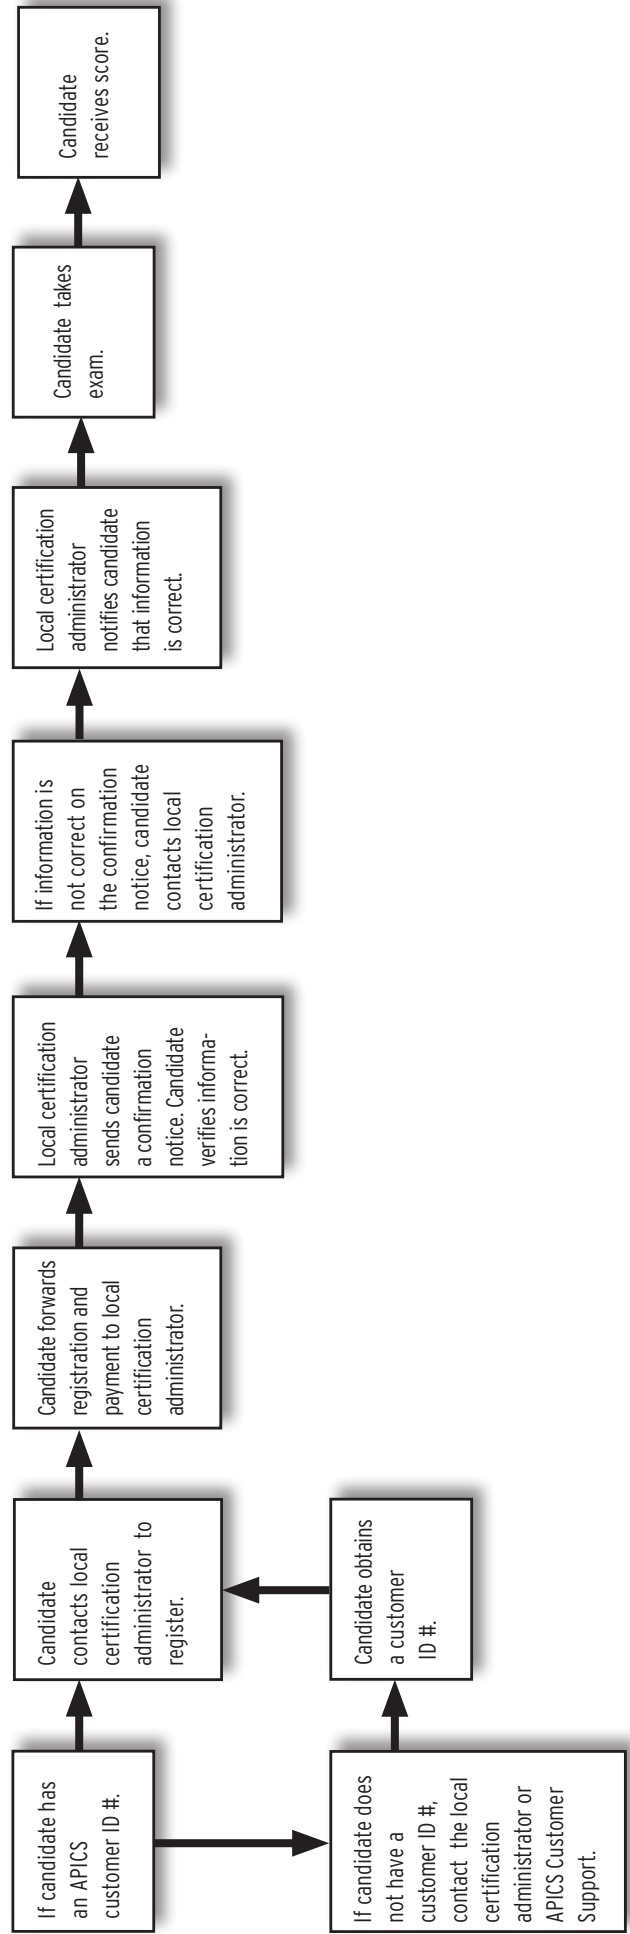 If candidate has
an APICS
customer ID #.
Candidate
contacts local
certification
administrator to
register.
Candidate forwards
registration and
payment to local
certification
administrator.
Local certification
administrator
sends candidate
a confirmation
notice. Candidate
verifies informa-
tion is correct.
If information is
not correct on
the confirmation
notice, candidate
contacts local
certification
administrator.
Local certification
administrator
notifies candidate
that information
is correct.
Candidate takes
exam.
Candidate
receives score.
If candidate does
not have a
customer ID #,
contact the local
certification
administrator or
APICS Customer
Support.
Candidate obtains
a customer
ID #.